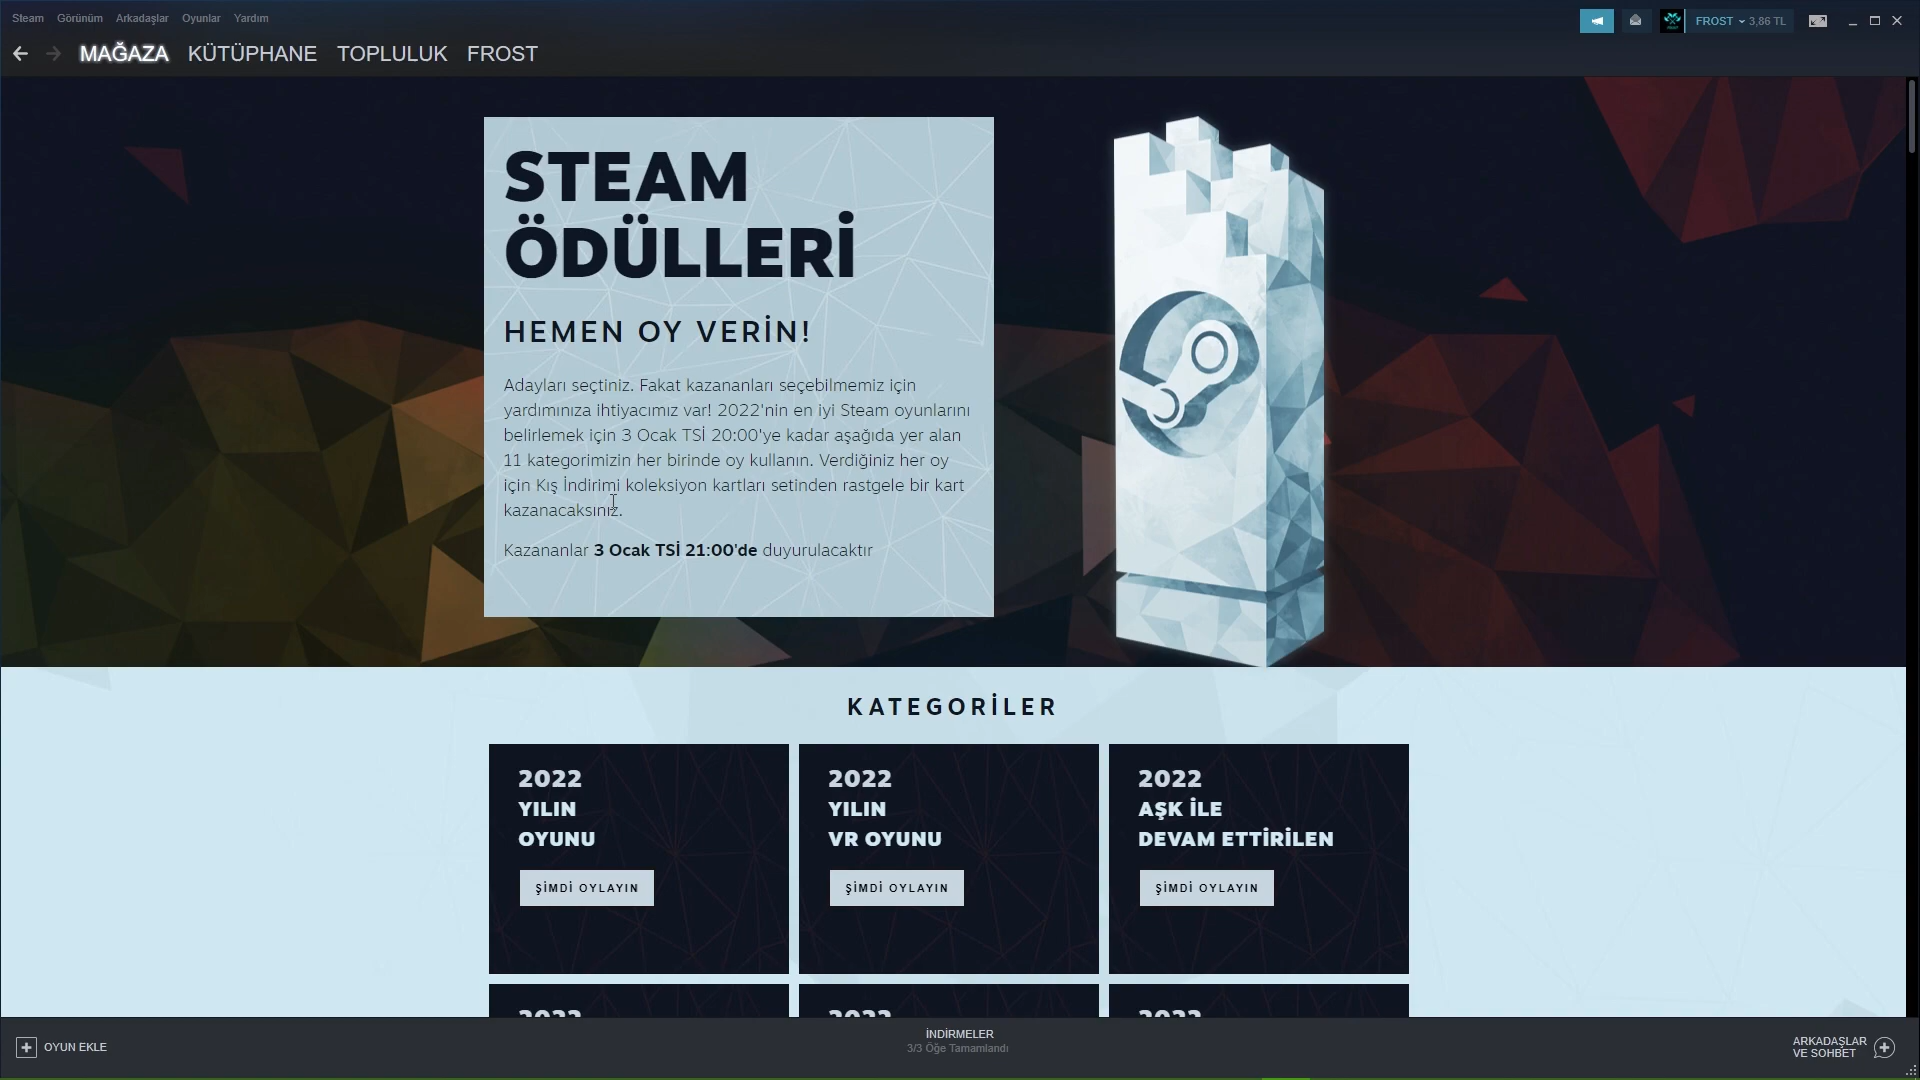 Steam Görünüm Arkadaşlar Oyunlar Yardım
FROST 3,86 TL
MAĞAZA KÜTÜPHANE TOPLULUK FROST
STEAM
ÖDÜLLERİ
HEMEN OY VERİN!
Adayları seçtiniz. Fakat kazananları seçebilmemiz için
yardımınıza ihtiyacımız var! 2022'nin en iyi Steam oyunlarını
belirlemek için 3 Ocak TSİ 20:00'ye kadar aşağıda yer alan
11 kategorimizin her birinde oy kullanın. Verdiğiniz her oy
için Kış İndirimi koleksiyon kartları setinden rastgele bir kart
kazanacaksınız.
Kazananlar 3 Ocak TSİ 21:00'de duyurulacaktır
KATEGORİLER
2022
YILIN
OYUNU
ŞİMDİ OYLAYIN
2022
YILIN
VR OYUNU
ŞİMDİ OYLAYIN
2022
AŞK İLE
DEVAM ETTİRİLEN
ŞİMDİ OYLAYIN
2022
2022
2022
OYUN EKLE
İNDİRMELER
3/3 Öğe Tamamlandı
ARKADAŞLAR
VE SOHBET